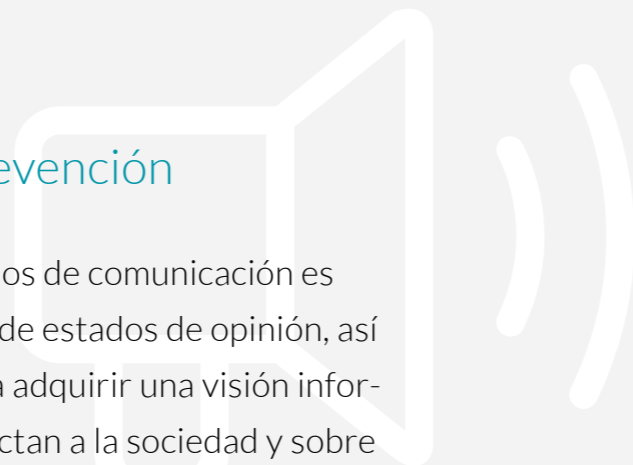 evención
os de comunicación es
de estados de opinión, así
a adquirir una visión infor-
ctan a la sociedad y sobre